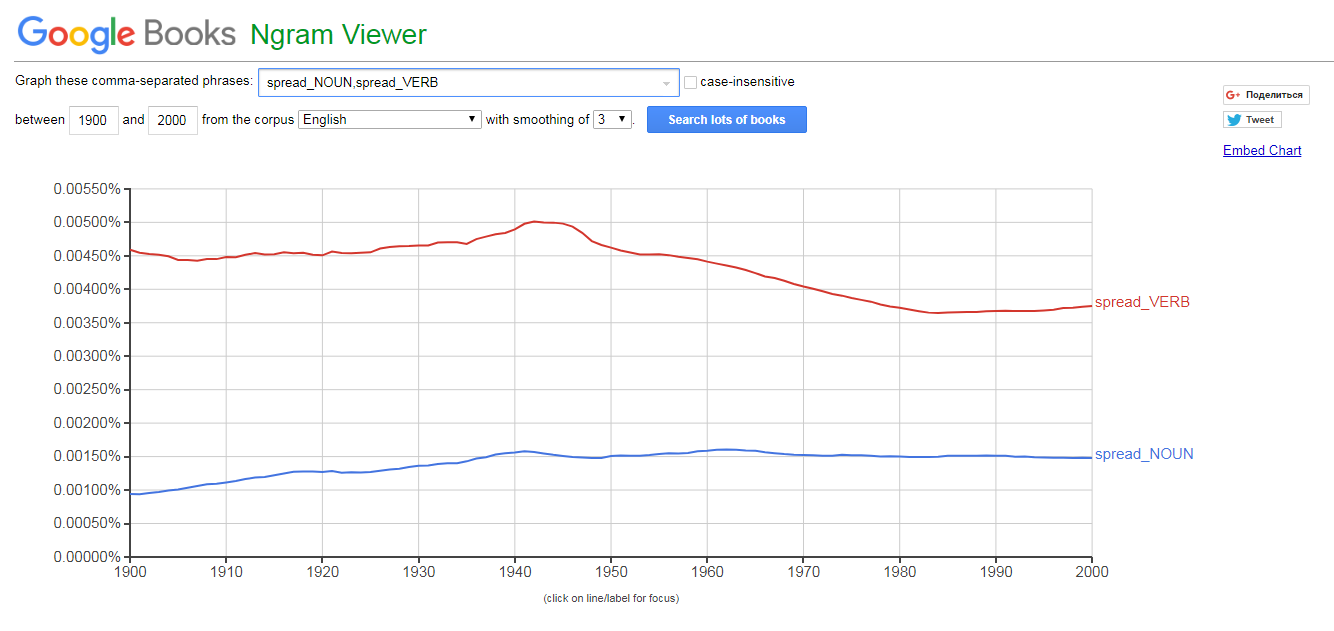 Google Books Ngram Viewer
Graph these comma-separated phrases: spread_NOUN,spread_VERB case-insensitive
between 1900 and 2000 from the corpus English with smoothing of 3. Search lots of books
G+ Поделиться
Tweet
Embed Chart
0.00550%
0.00500%
0.00450%
0.00400%
0.00350%
0.00300%
0.00250%
0.00200%
0.00150%
0.00100%
0.00050%
0.00000%
spread_VERB
spread_NOUN
1900 1910 1920 1930 1940 1950 1960 1970 1980 1990 2000
(click on line/label for focus)